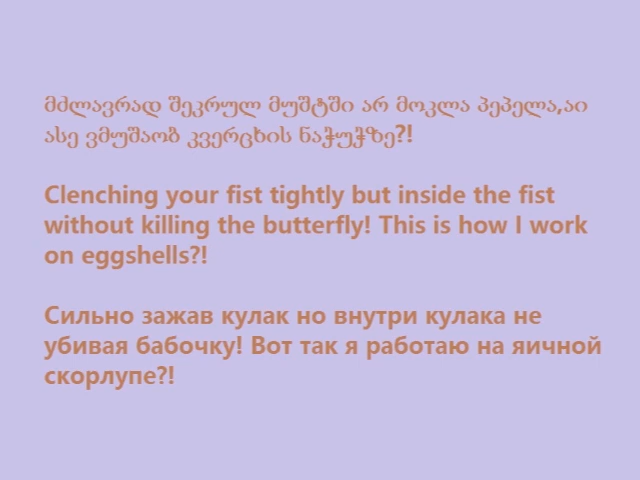 მძლავრად შეკრულ მუშტში არ მოკლა პეპელა,აი
ასე ვმუშაობ კვერცხის ნაჭუჭზე?!
Clenching your fist tightly but inside the fist
without killing the butterfly! This is how I work
on eggshells?!
Сильно зажав кулак но внутри кулака не
убивая бабочку! Вот так я работаю на яичной
скорлупе?!